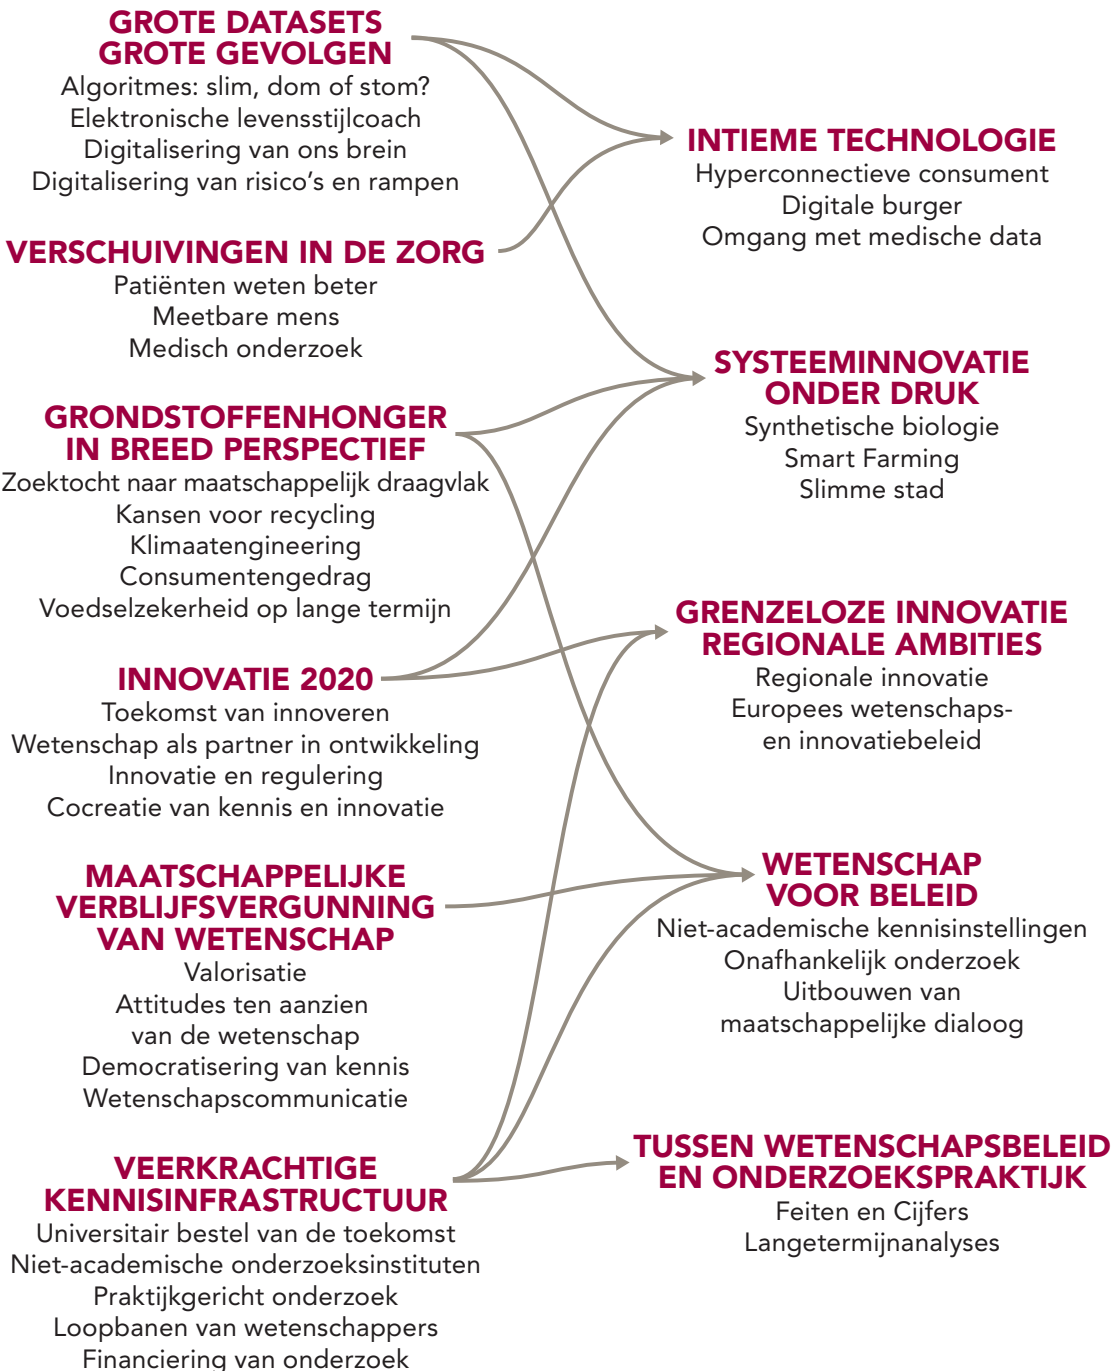 GROTE DATASETS
GROTE GEVOLGEN
Algoritmes: slim, dom of stom?
Elektronische levensstijlcoach
Digitalisering van ons brein
Digitalisering van risico’s en rampen
VERSCHUIVINGEN IN DE ZORG
Patiënten weten beter
Meetbare mens
Medisch onderzoek
GRONDSTOFFENHONGER
IN BREED PERSPECTIEF
Zoektocht naar maatschappelijk draagvlak
Kansen voor recycling
Klimaatengineering
Consumentengedrag
Voedselzekerheid op lange termijn
INNOVATIE 2020
Toekomst van innoveren
Wetenschap als partner in ontwikkeling
Innovatie en regulering
Cocreatie van kennis en innovatie
MAATSCHAPPELIJKE
VERBLIJFSVERGUNNING
VAN WETENSCHAP
Valorisatie
Attitudes ten aanzien
van de wetenschap
Democratisering van kennis
Wetenschapscommunicatie
VEERKRACHTIGE
KENNISINFRASTRUCTUUR
Universitair bestel van de toekomst
Niet-academische onderzoeksinstituten
Praktijkgericht onderzoek
Loopbanen van wetenschappers
Financiering van onderzoek
INTIEME TECHNOLOGIE
Hyperconnectieve consument
Digitale burger
Omgang met medische data
SYSTEEMINNOVATIE
ONDER DRUK
Synthetische biologie
Smart Farming
Slimme stad
GRENZELOZE INNOVATIE
REGIONALE AMBITIES
Regionale innovatie
Europees wetenschaps-
en innovatiebeleid
WETENSCHAP
VOOR BELEID
Niet-academische kennisinstellingen
Onafhankelijk onderzoek
Uitbouwen van
maatschappelijke dialoog
TUSSEN WETENSCHAPSBELEID
EN ONDERZOEKSPRAKTIJK
Feiten en Cijfers
Langetermijnanalyses